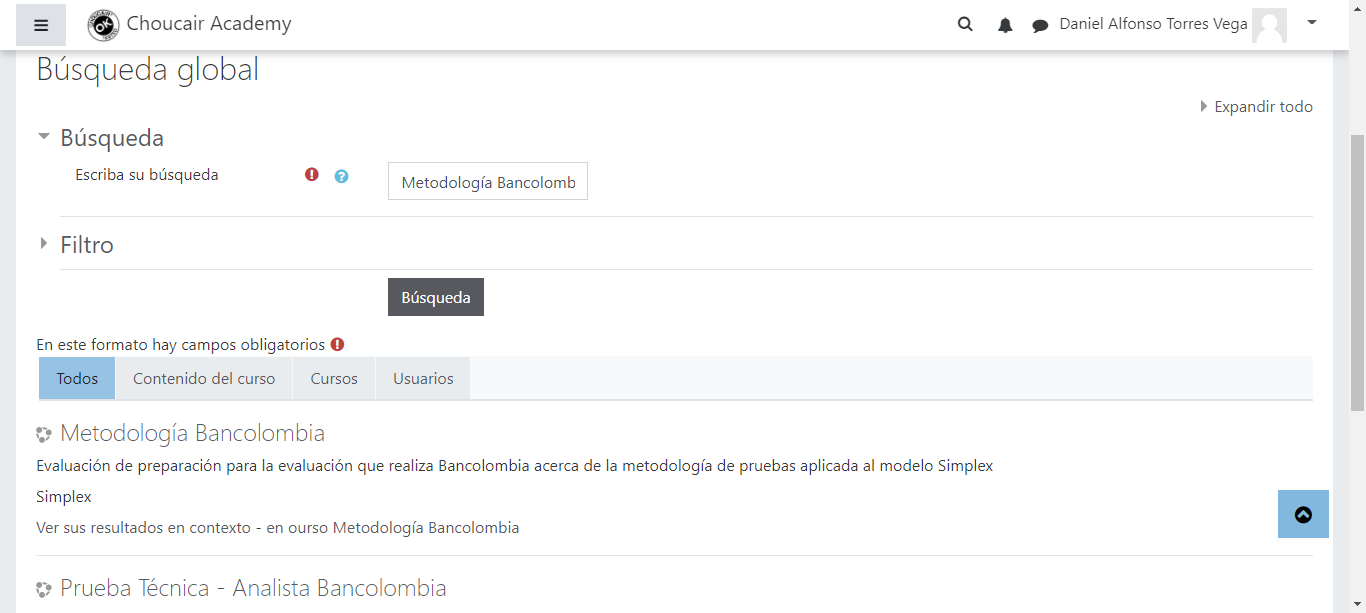 Choucair Academy
Daniel Alfonso Torres Vega
Búsqueda global
Expandir todo
Búsqueda
Escriba su búsqueda
Metodología Bancolomb
Filtro
Búsqueda
En este formato hay campos obligatorios
Todos Contenido del curso Cursos Usuarios
Metodología Bancolombia
Evaluación de preparación para la evaluación que realiza Bancolombia acerca de la metodología de pruebas aplicada al modelo Simplex
Simplex
Ver sus resultados en contexto - en ourso Metodología Bancolombia
Prueba Técnica - Analista Bancolombia